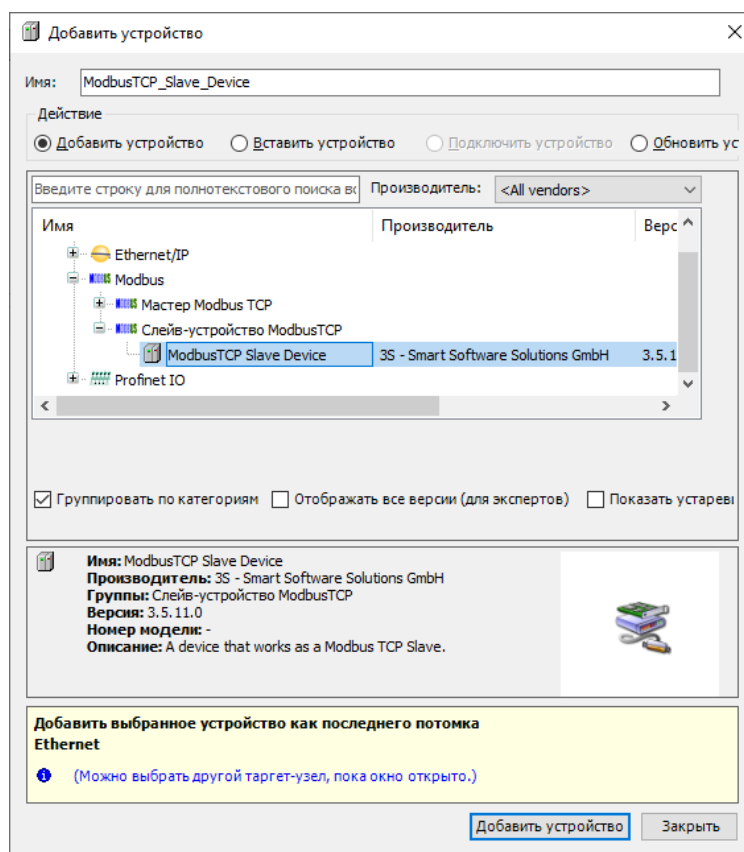 Добавить устройство
Имя: ModbusTCP_Slave_Device
Действие
Добавить устройство Вставить устройство Подключить устройство Обновить ус
Введите строку для полнотекстового поиска во Производитель: <All vendors>
Имя Производитель Верс
Ethernet/IP
Modbus
Мастер Modbus TCP
Слейв-устройство ModbusTCP
ModbusTCP Slave Device 3S - Smart Software Solutions GmbH 3.5.1
Profinet IO
Группировать по категориям Отображать все версии (для экспертов) Показать устареві
Имя: ModbusTCP Slave Device
Производитель: 3S - Smart Software Solutions GmbH
Группы: Слейв-устройство ModbusTCP
Версия: 3.5.11.0
Номер модели: -
Описание: A device that works as a Modbus TCP Slave.
Добавить выбранное устройство как последнего потомка
Ethernet
(Можно выбрать другой таргет-узел, пока окно открыто.)
Добавить устройство Закрыть